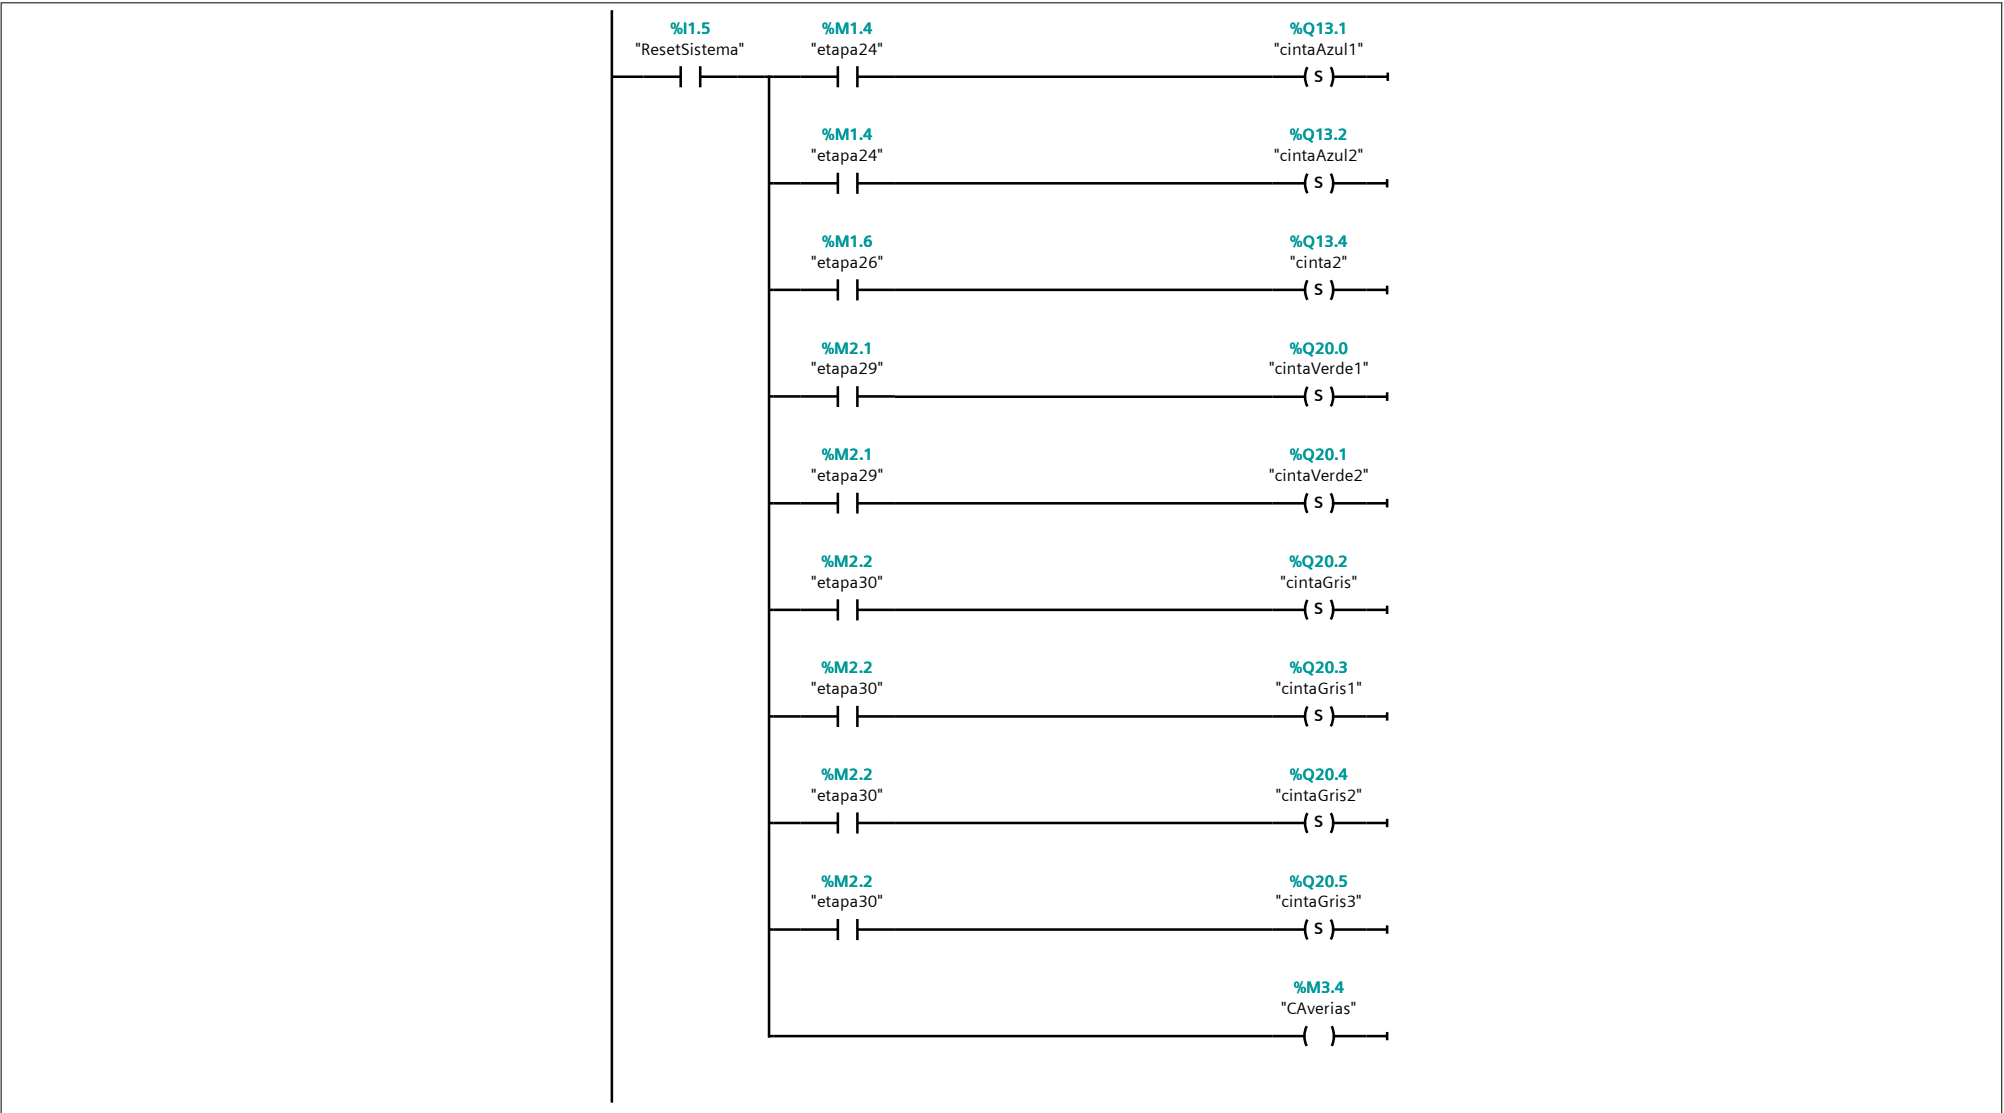 %I1.5 %M1.4 %Q13.1
"ResetSistema" "etapa24" "cintaAzul1"
S
%M1.4 %Q13.2
"etapa24" "cintaAzul2"
S
%M1.6 %Q13.4
"etapa26" "cinta2"
S
%M2.1 %Q20.0
"etapa29" "cintaVerde1"
S
%M2.1 %Q20.1
"etapa29" "cintaVerde2"
S
%M2.2 %Q20.2
"etapa30" "cintaGris"
S
%M2.2 %Q20.3
"etapa30" "cintaGris1"
S
%M2.2 %Q20.4
"etapa30" "cintaGris2"
S
%M2.2 %Q20.5
"etapa30" "cintaGris3"
S
%M3.4
"CAverias"